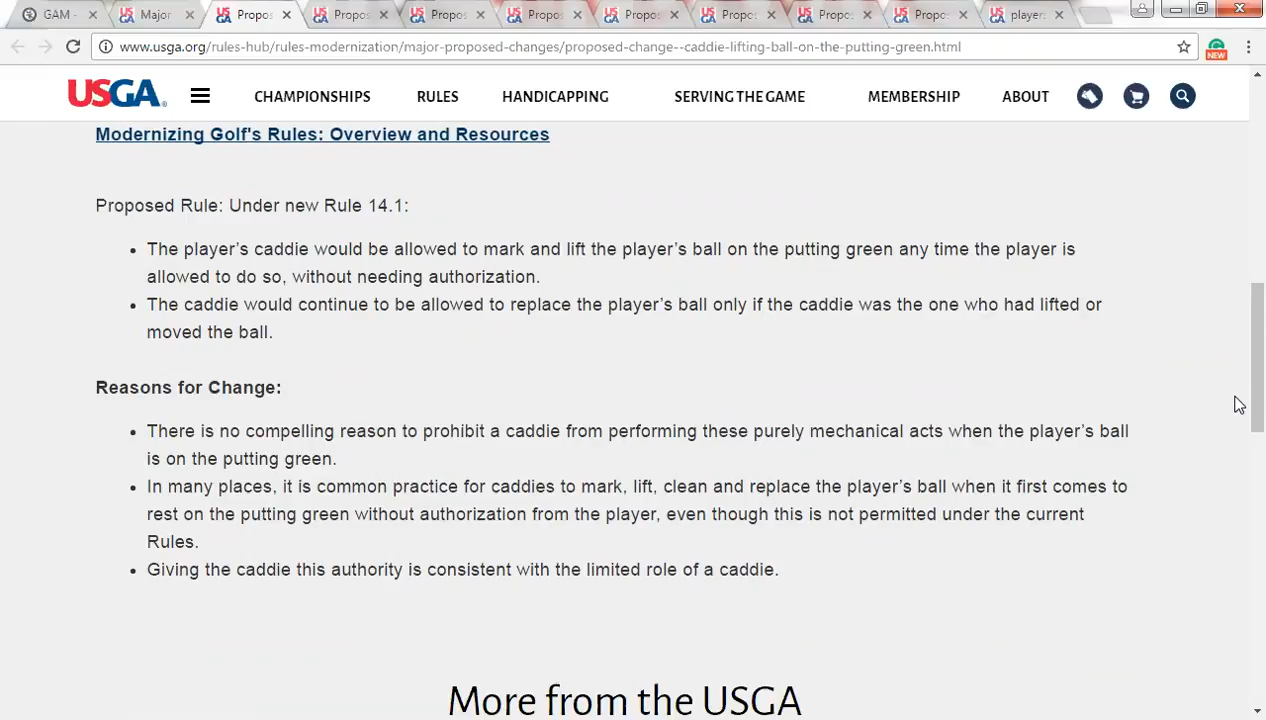 GAM - Major Propos Propos Propos Propos Propos Propos Propos Propos player
www.usga.org/rules-hub/rules-modernization/major-proposed-changes/proposed-change--caddie-lifting-ball-on-the-putting-green.html
NEW
USGA CHAMPIONSHIPS RULES HANDICAPPING SERVING THE GAME MEMBERSHIP ABOUT
Modernizing Golf's Rules: Overview and Resources
Proposed Rule: Under new Rule 14.1:
• The player's caddie would be allowed to mark and lift the player's ball on the putting green any time the player is
allowed to do so, without needing authorization.
• The caddie would continue to be allowed to replace the player's ball only if the caddie was the one who had lifted or
moved the ball.
Reasons for Change:
• There is no compelling reason to prohibit a caddie from performing these purely mechanical acts when the player's ball
is on the putting green.
• In many places, it is common practice for caddies to mark, lift, clean and replace the player's ball when it first comes to
rest on the putting green without authorization from the player, even though this is not permitted under the current
Rules.
• Giving the caddie this authority is consistent with the limited role of a caddie.
More from the USGA